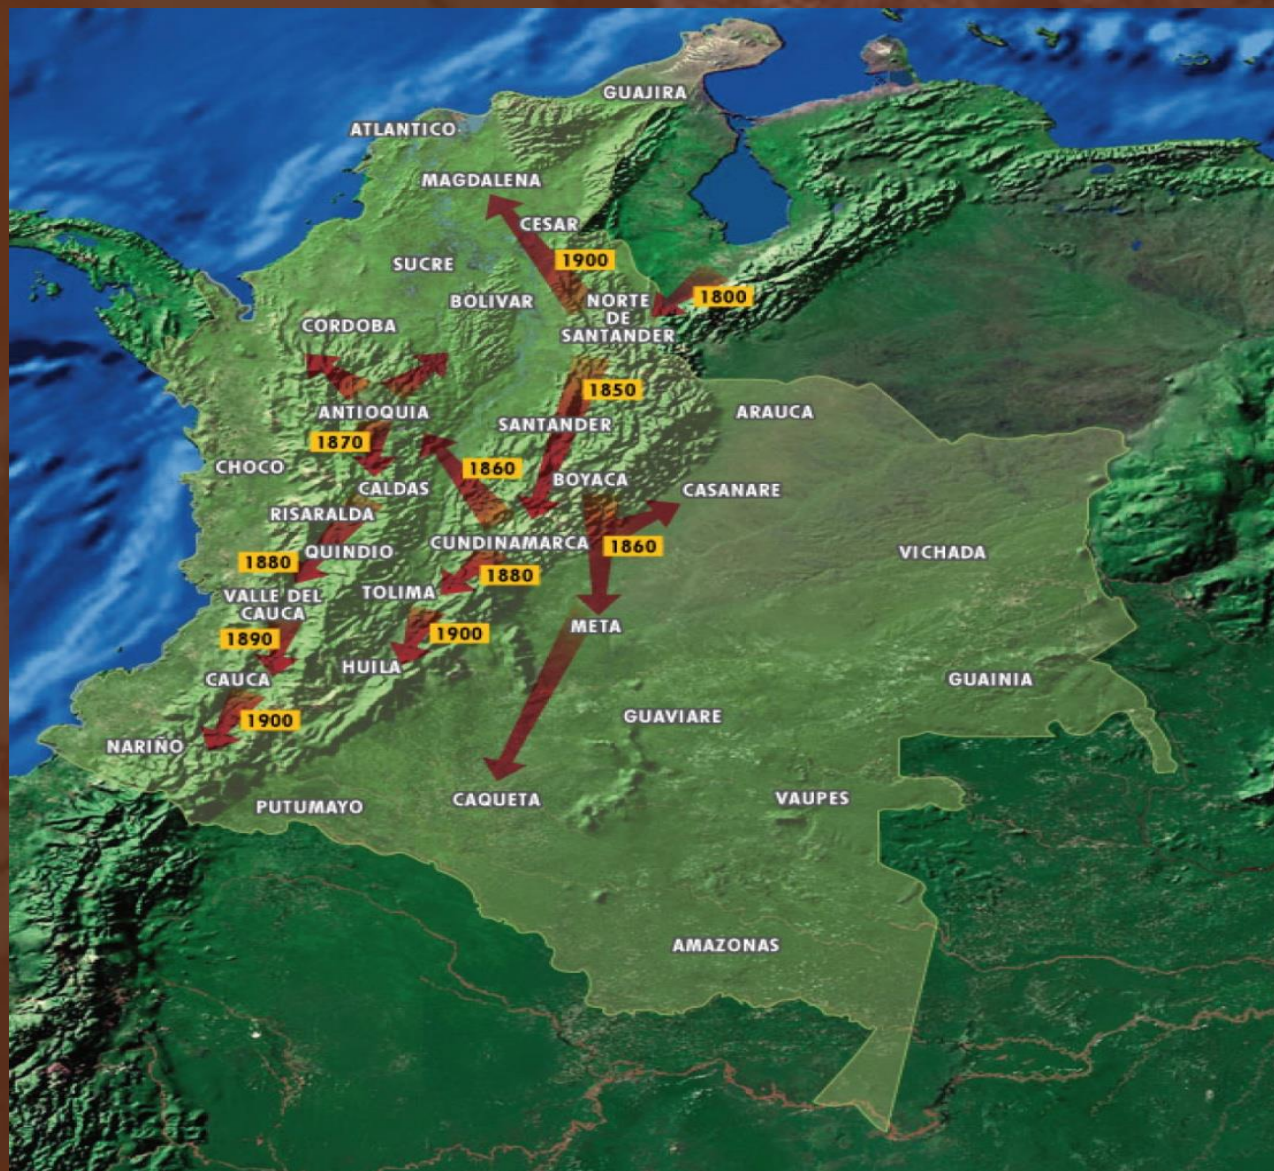 GUAJIRA
ATLANTICO
MAGDALENA
CESAR
1900
SUCRE
1800
BOLIVAR
NORTE
DE
SANTANDER
CORDOBA
1850
ANTIOQUIA
ARAUCA
SANTANDER
1870
CHOCO
1860
BOYACA
CALDAS
CASANARE
RISARALDA
CUNDINAMARCA
1860
QUINDIO
VICHADA
1880
1880
TOLIMA
VALLE DEL
CAUCA
META
1890
1900
HUILA
CAUCA
GUAINIA
1900
GUAVIARE
NARIÑO
PUTUMAYO
CAQUETA
VAUPES
AMAZONAS